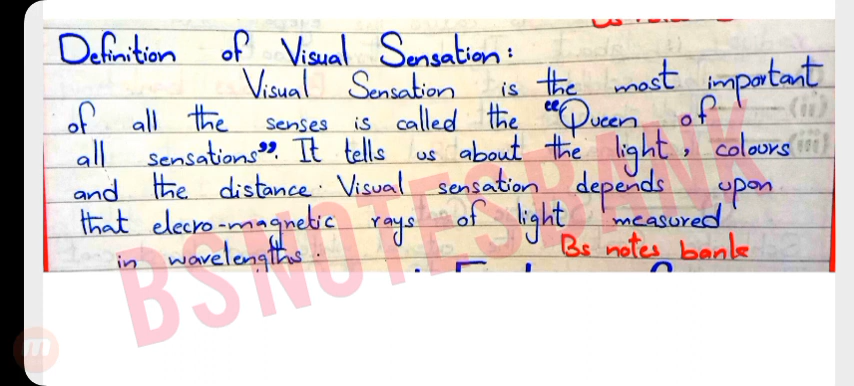 Definition of Visual Sensation:
Visual Sensation is the most important
of all the senses is called the "Queen of
all sensations". It tells us about the light, colours
and the distance. Visual sensation depends upon
that elecro-magnetic rays of light measured
in wavelengths.
Bs notes bank
BSNOTESBANK